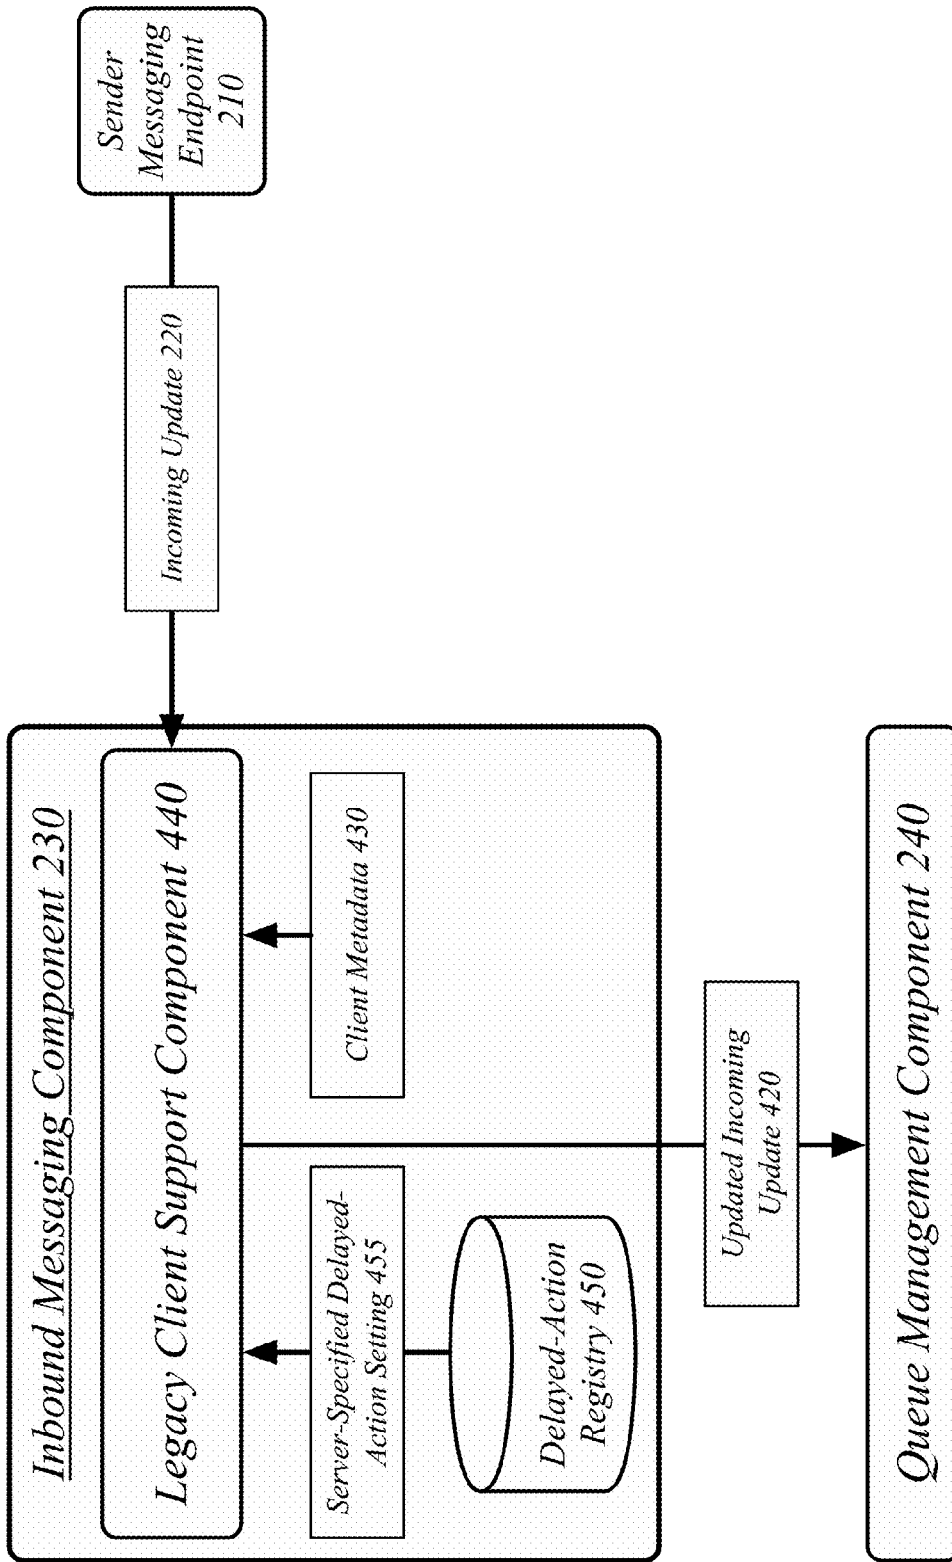 Inbound Messaging Component 230
Legacy Client Support Component 440
Server-Specified Delayed-
Action Setting 455
Client Metadata 430
Delayed-Action
Registry 450
Incoming Update 220
Sender
Messaging
Endpoint
210
Updated Incoming
Update 420
Queue Management Component 240